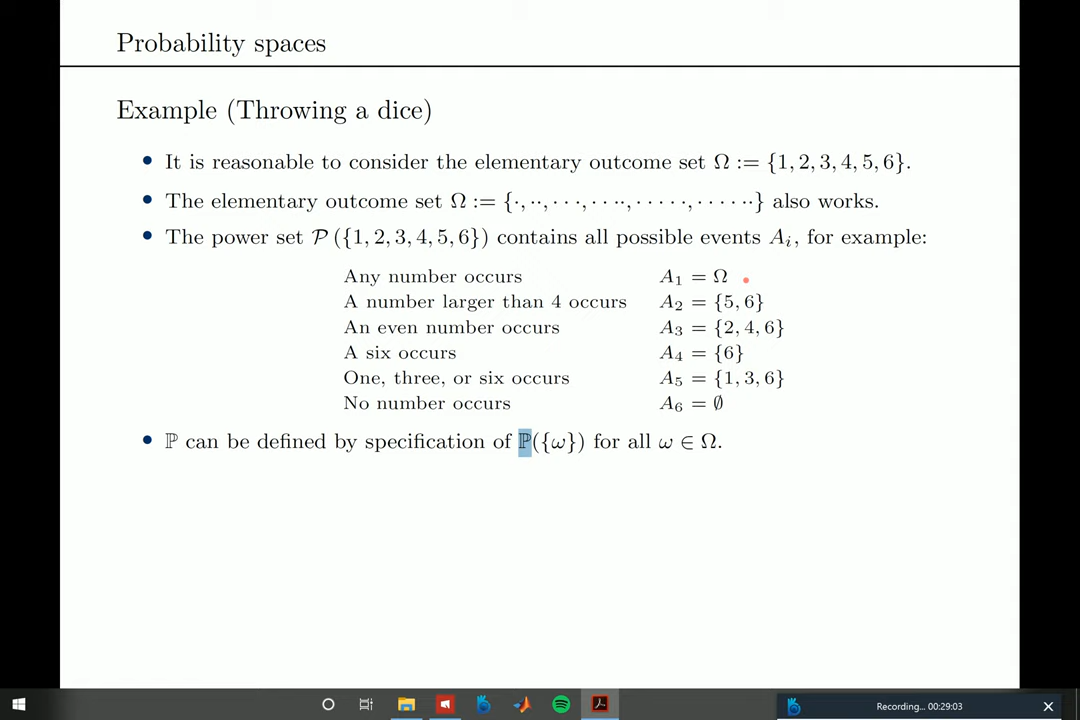 Probability spaces
Example (Throwing a dice)
• It is reasonable to consider the elementary outcome set Ω := {1, 2, 3, 4, 5, 6}.
• The elementary outcome set Ω := {·, ··, · · ·, · · ··, · · · · ·, · · · · ··} also works.
• The power set 𝒫 ({1, 2, 3, 4, 5, 6}) contains all possible events Aᵢ, for example:
Any number occurs A₁ = Ω
A number larger than 4 occurs A₂ = {5, 6}
An even number occurs A₃ = {2, 4, 6}
A six occurs A₄ = {6}
One, three, or six occurs A₅ = {1, 3, 6}
No number occurs A₆ = ∅
• ℙ can be defined by specification of ℙ({ω}) for all ω ∈ Ω.
Recording... 00:29:03